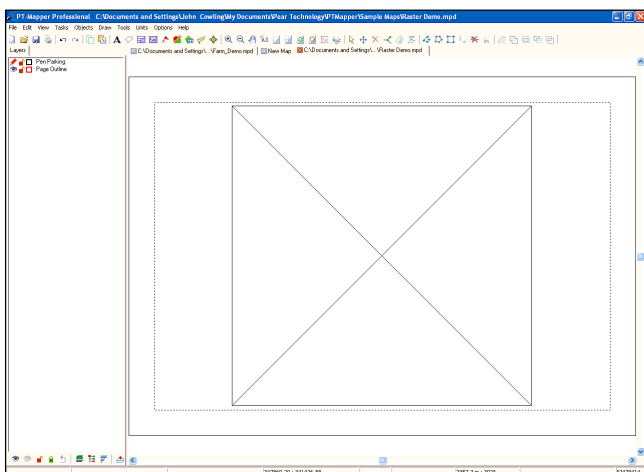 PT-Mapper Professional C:\Documents and Settings\John Cowling\My Documents\Pear Technology\PTMapper\Sample Maps\Raster Demo.mpd
File Edit View Tasks Objects Draw Tools Units Options Help
Layers
C:\Documents and Settings\...\Farm_Demo.mpd New Map C:\Documents and Settings\...\Raster Demo.mpd
Pen Parking
Page Outline